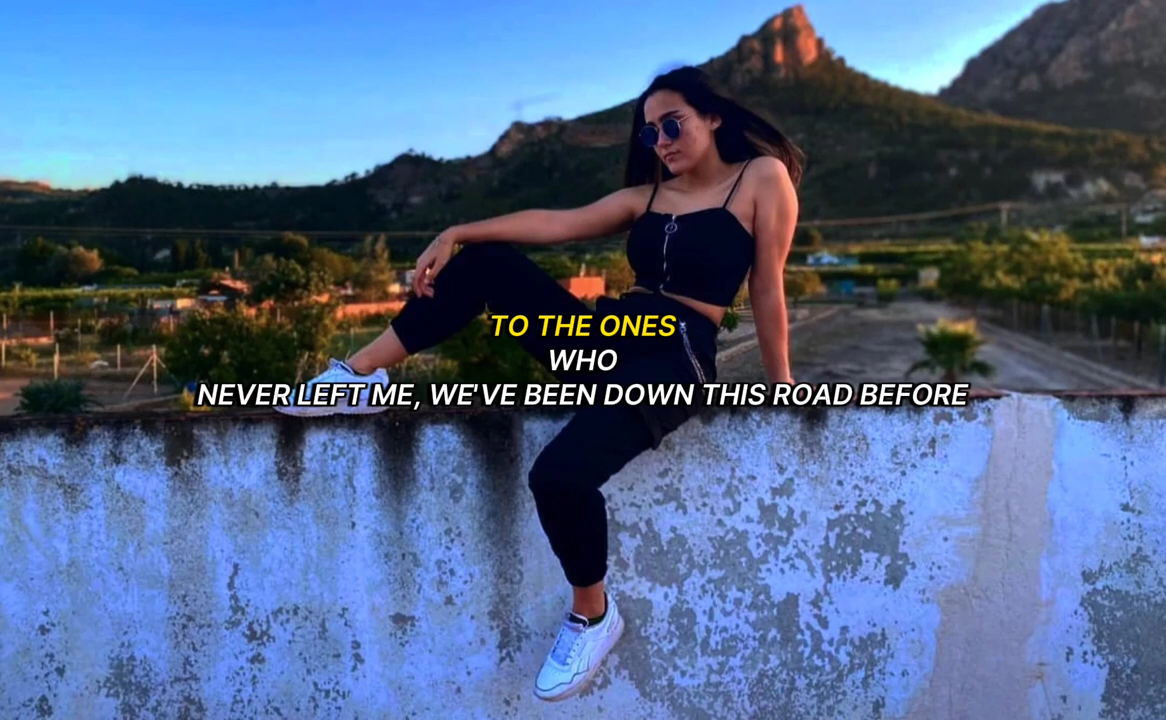 TO THE ONES
WHO
NEVER LEFT ME, WE'VE BEEN DOWN THIS ROAD BEFORE